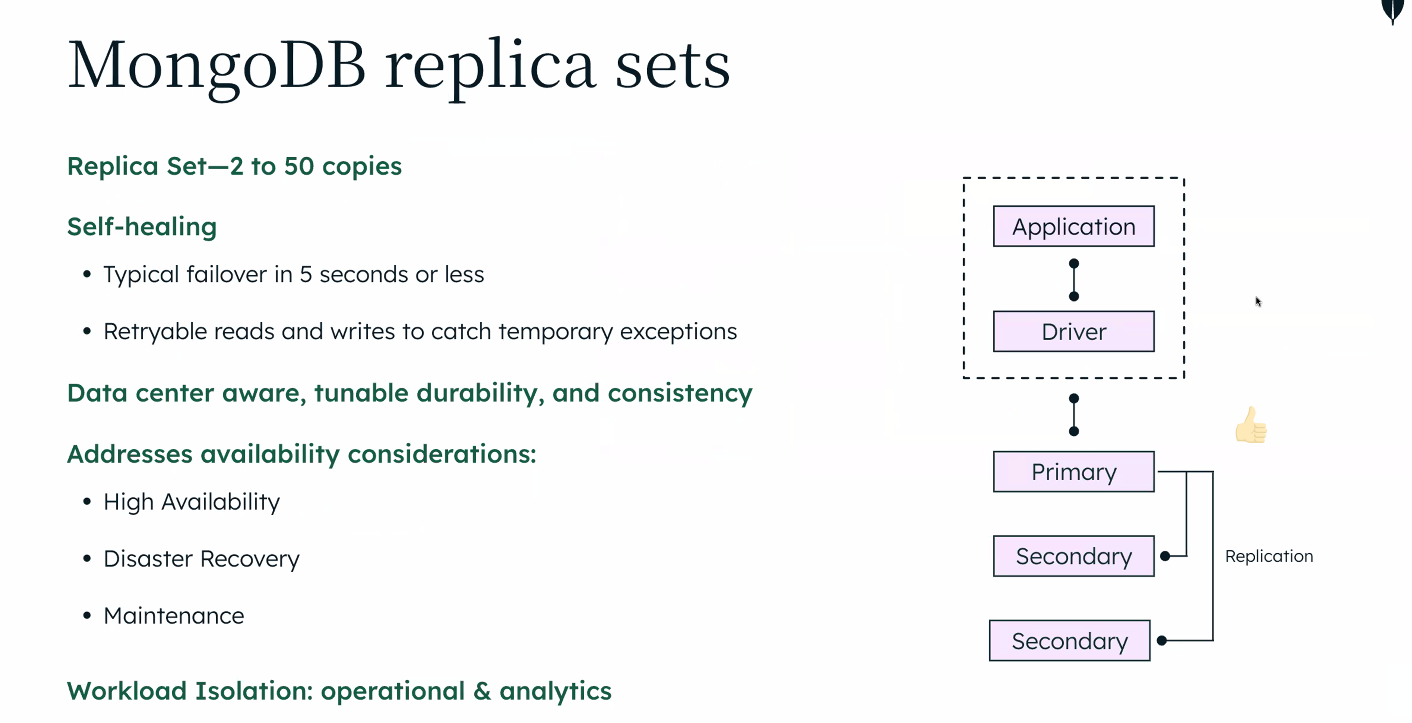 MongoDB replica sets
Replica Set—2 to 50 copies
Self-healing
• Typical failover in 5 seconds or less
• Retryable reads and writes to catch temporary exceptions
Data center aware, tunable durability, and consistency
Addresses availability considerations:
• High Availability
• Disaster Recovery
• Maintenance
Workload Isolation: operational & analytics
Application
Driver
Primary
Secondary
Replication
Secondary